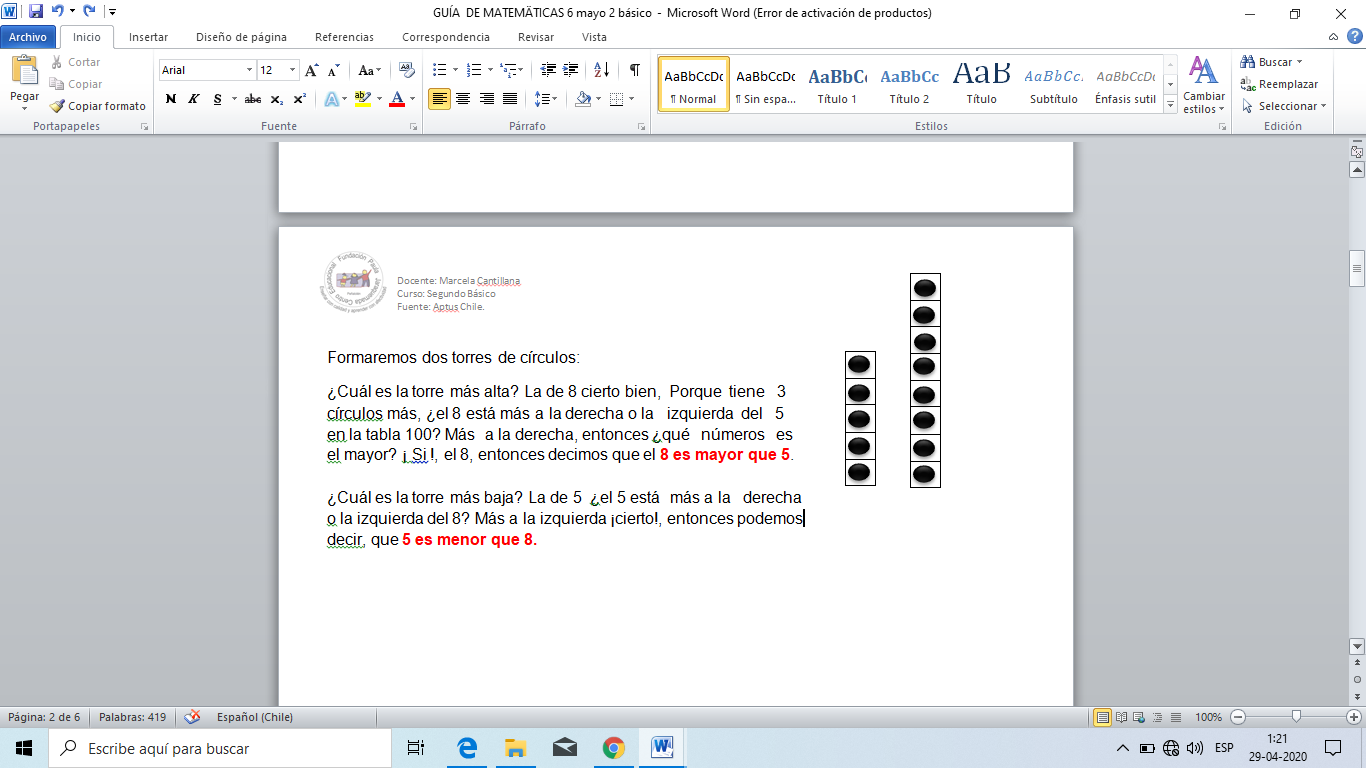 GUÍA  DE MATEMÄTICAS 6 mayo 2 básico  -  Microsoft Word (Error de activación de productos)
Archivo Inicio Insertar Diseño de página Referencias Correspondencia Revisar Vista
Pegar
Cortar
Copiar
Copiar formato
Portapapeles
Arial 12
N K S abc x₂ x²
Fuente
Párrafo
AaBbCcDc AaBbCcDc AaBbCc AaBbCc AaB AaBbCc. AaBbCcDc
¶ Normal ¶ Sin espa... Título 1 Título 2 Título Subtítulo Énfasis sutil
Cambiar estilos
Estilos
Buscar
Reemplazar
Seleccionar
Edición
Docente: Marcela Cantillana
Curso: Segundo Básico
Fuente: Aptus Chile.
Formaremos dos torres de círculos:
¿Cuál es la torre más alta? La de 8 cierto bien, Porque tiene 3
círculos más, ¿el 8 está más a la derecha o la izquierda del 5
en la tabla 100? Más a la derecha, entonces ¿qué números es
el mayor? ¡ Si !, el 8, entonces decimos que el 8 es mayor que 5.
¿Cuál es la torre más baja? La de 5 ¿el 5 está más a la derecha
o la izquierda del 8? Más a la izquierda ¡cierto!, entonces podemos
decir, que 5 es menor que 8.
Página: 2 de 6 Palabras: 419 Español (Chile) 100%
Escribe aquí para buscar
ESP
1:21
29-04-2020